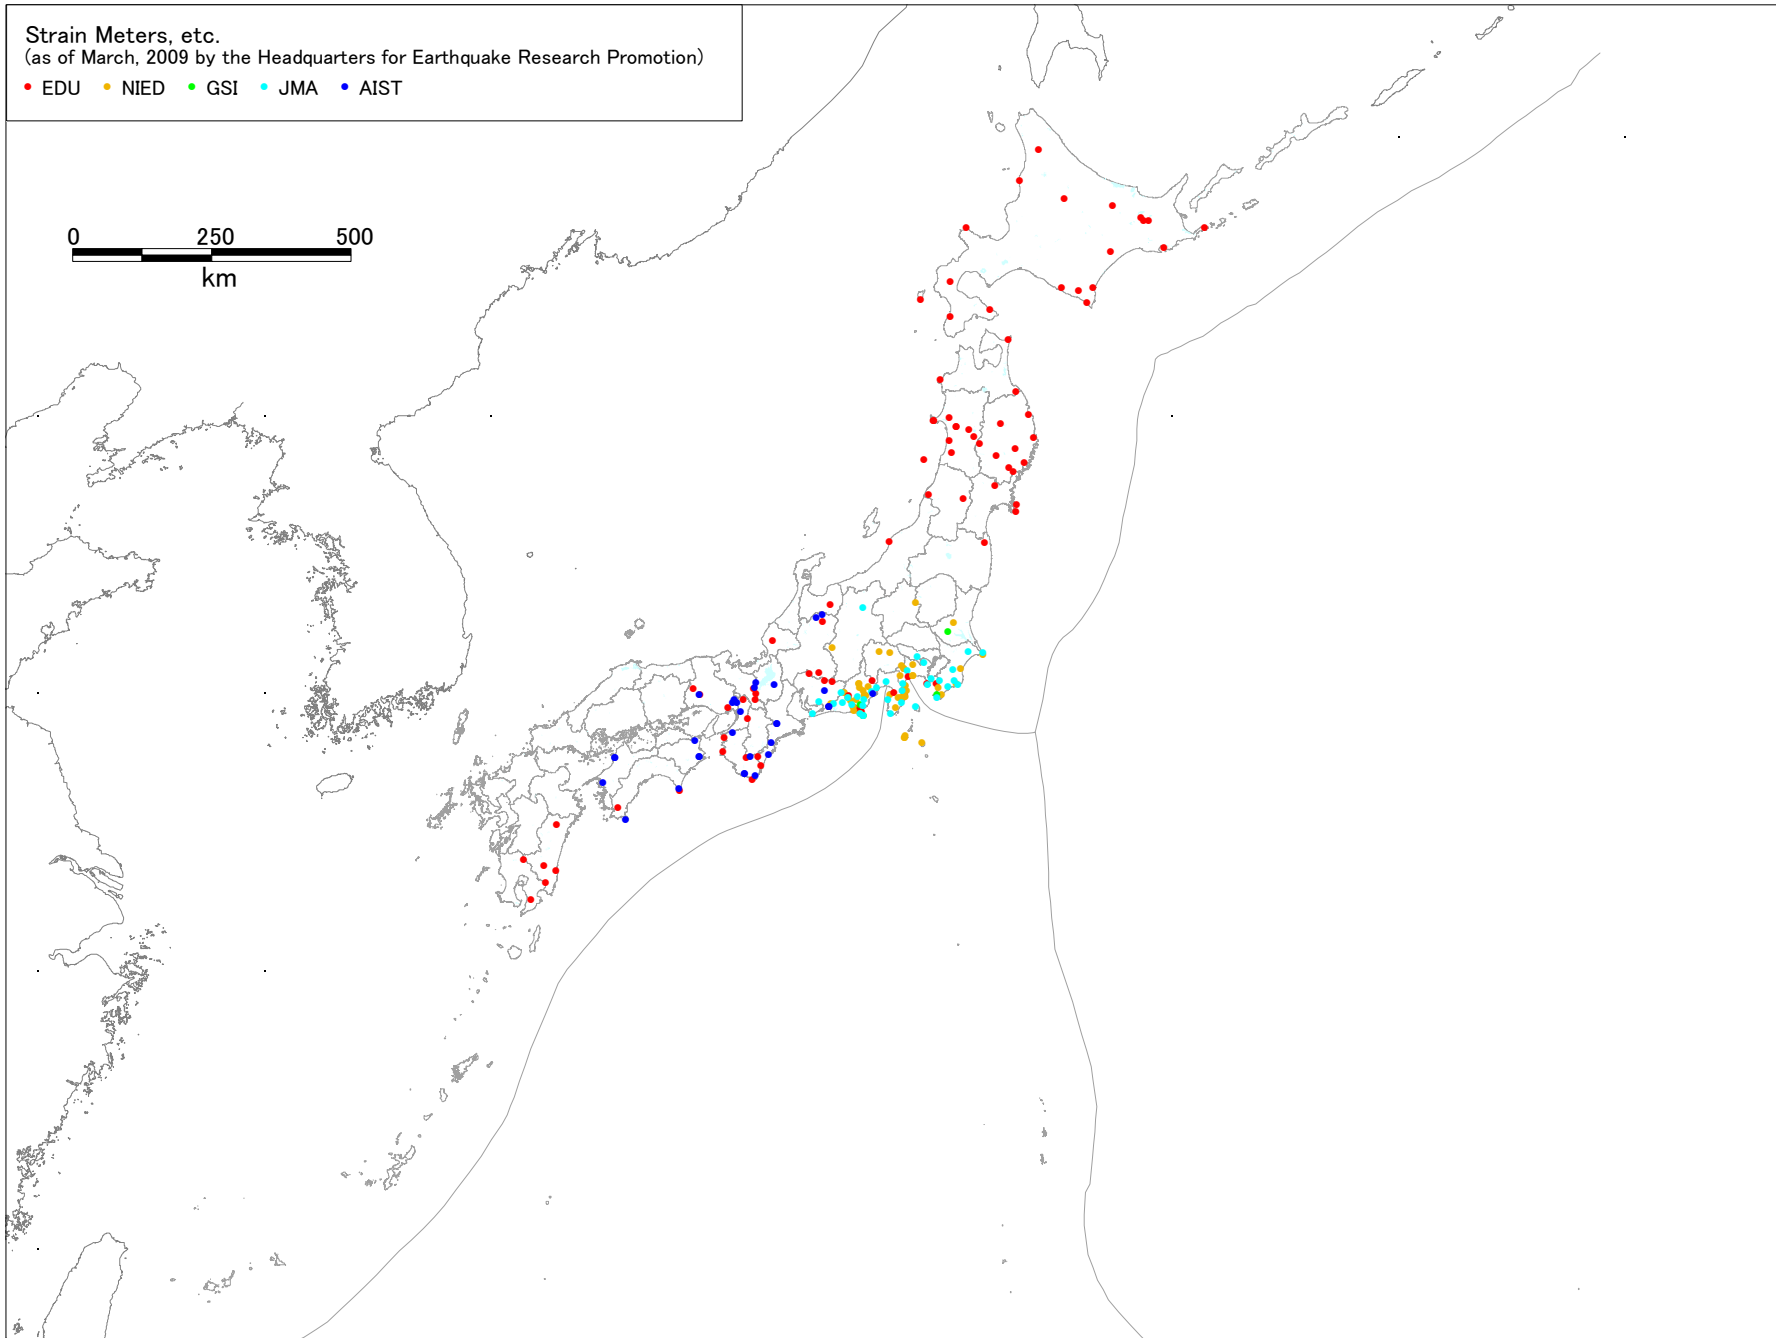 Strain Meters, etc.
(as of March, 2009 by the Headquarters for Earthquake Research Promotion)
EDU NIED GSI JMA AIST
0 250 500
km